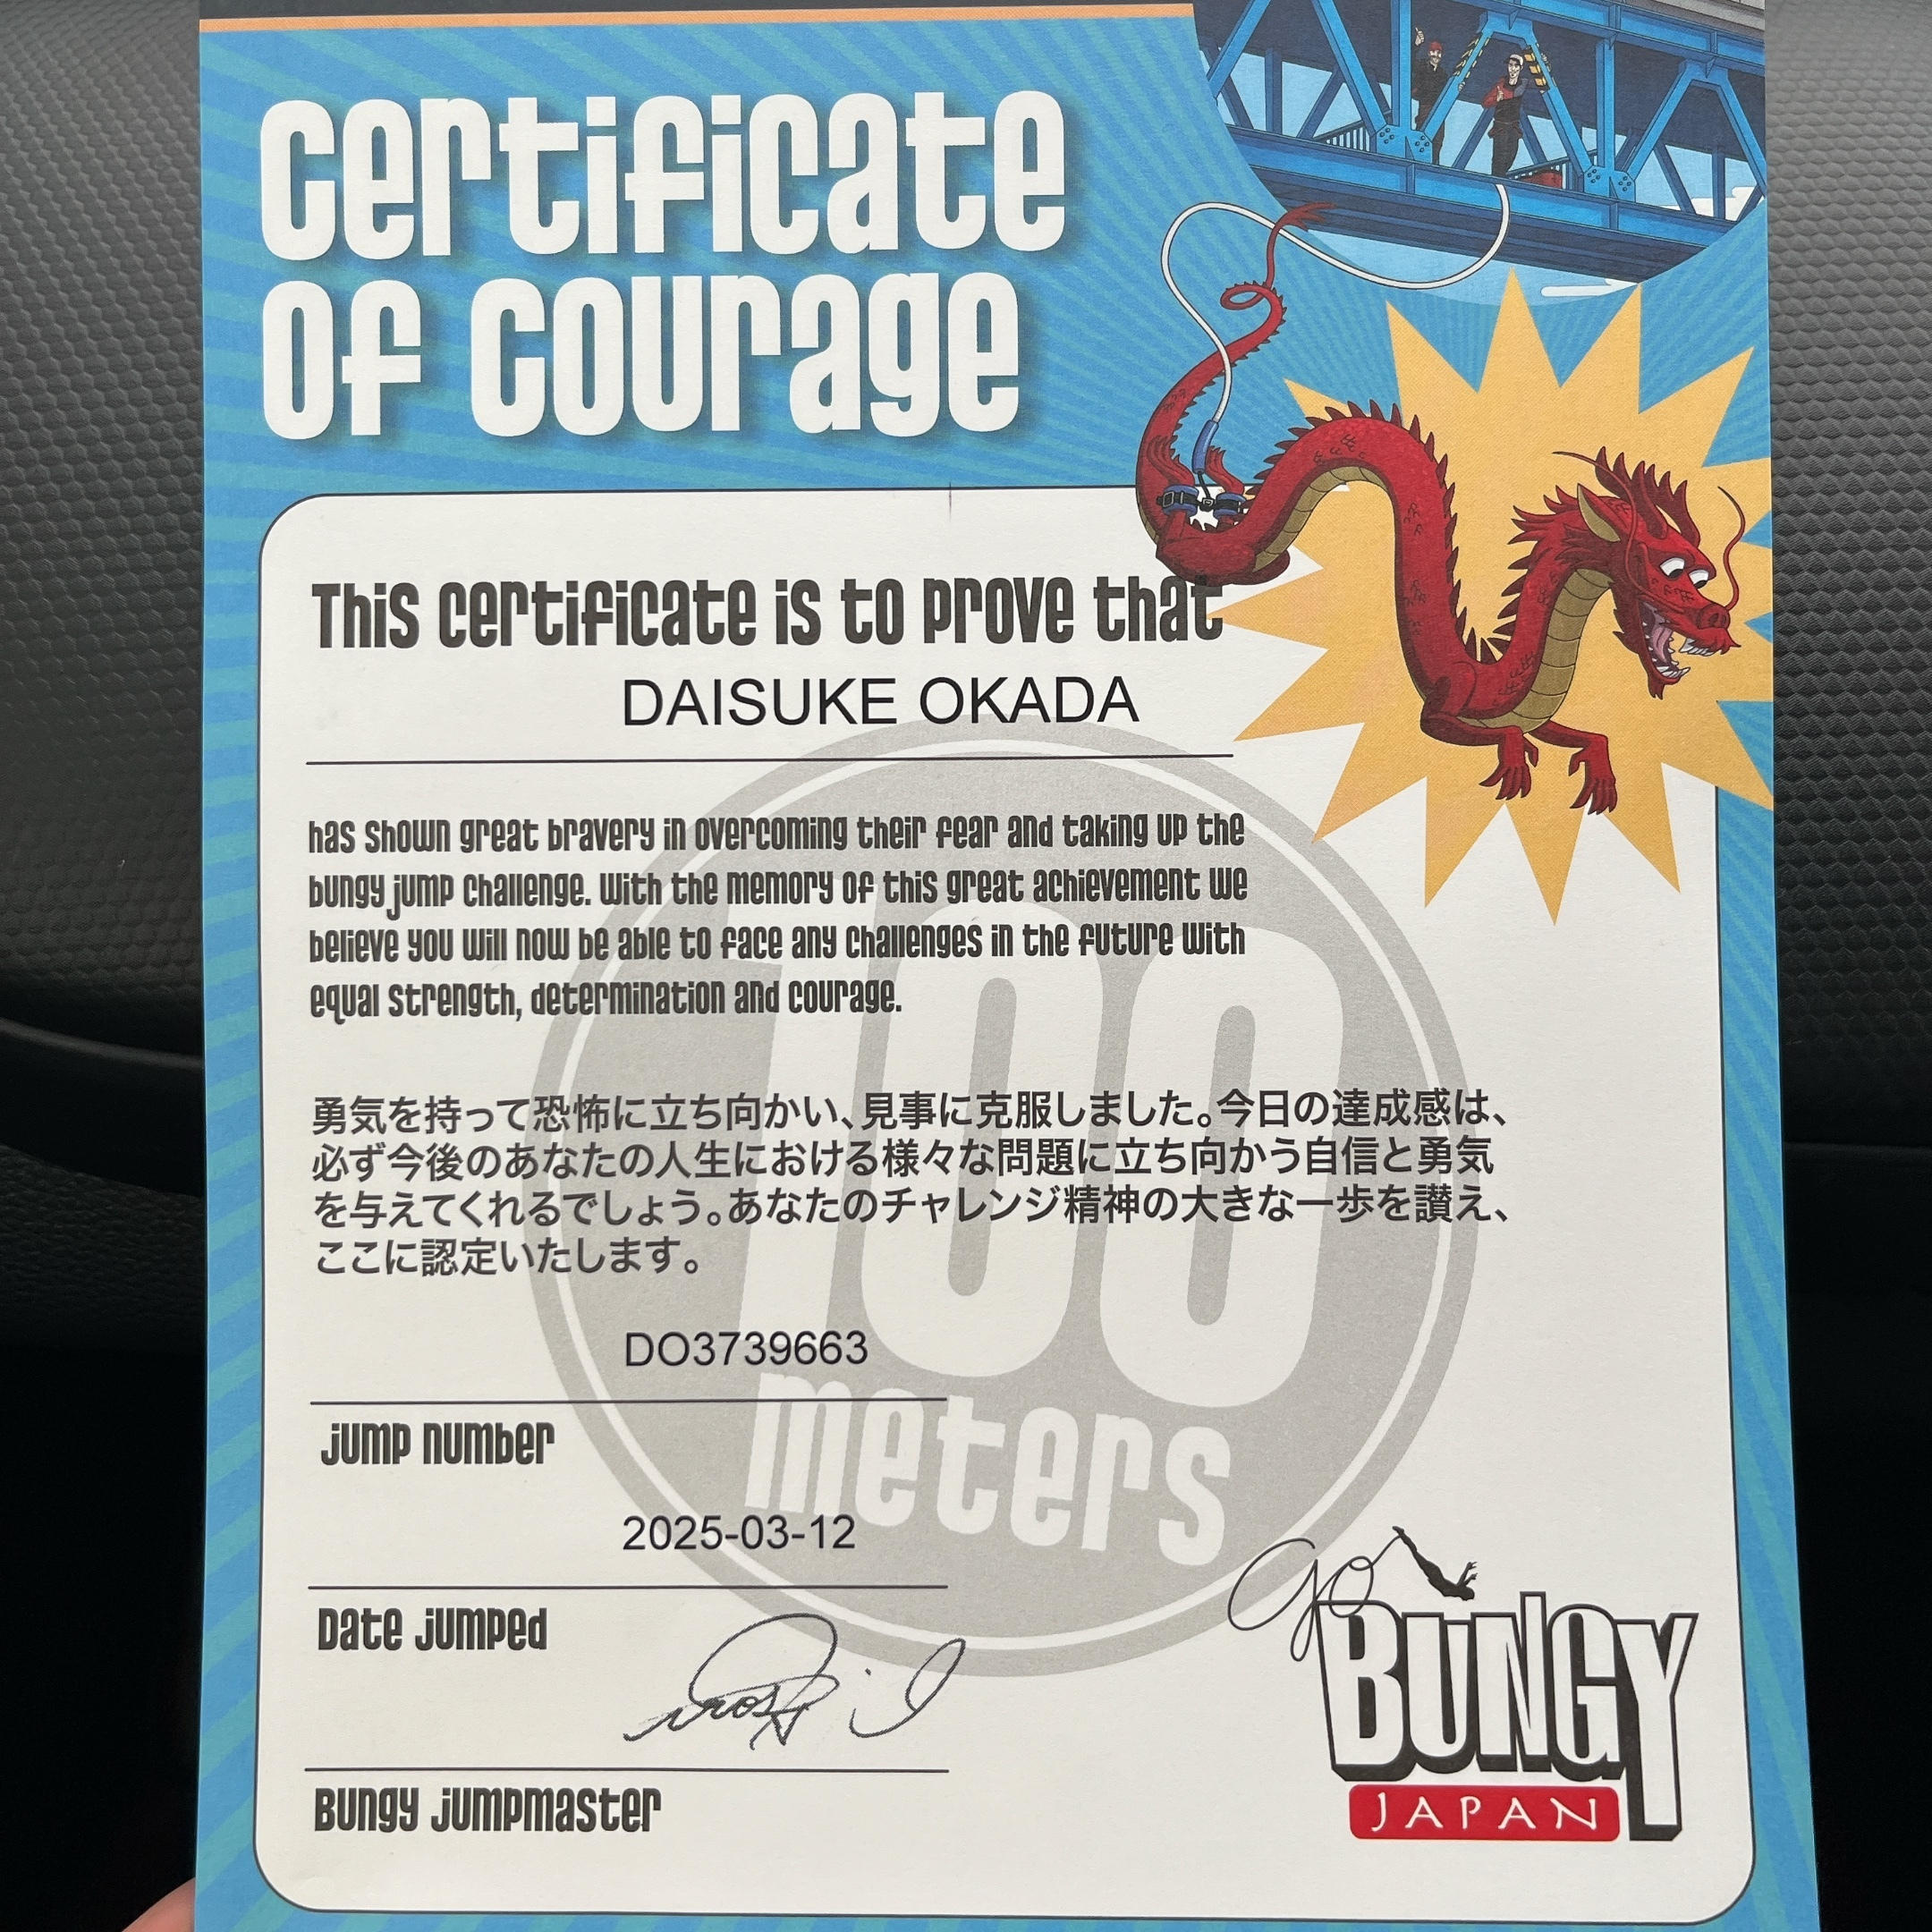 Certificate
of Courage
This certificate is to prove that
DAISUKE OKADA
has shown great bravery in overcoming their fear and taking up the
bungy jump challenge. With the memory of this great achievement we
believe you will now be able to face any challenges in the future with
equal strength, determination and courage.
勇気を持って恐怖に立ち向かい、見事に克服しました。今日の達成感は、
必ず今後のあなたの人生における様々な問題に立ち向かう自信と勇気
を与えてくれるでしょう。あなたのチャレンジ精神の大きな一歩を讃え、
ここに認定いたします。
100
meters
DO3739663
Jump Number
2025-03-12
Date Jumped
Bungy Jumpmaster
go
BUNGY
JAPAN